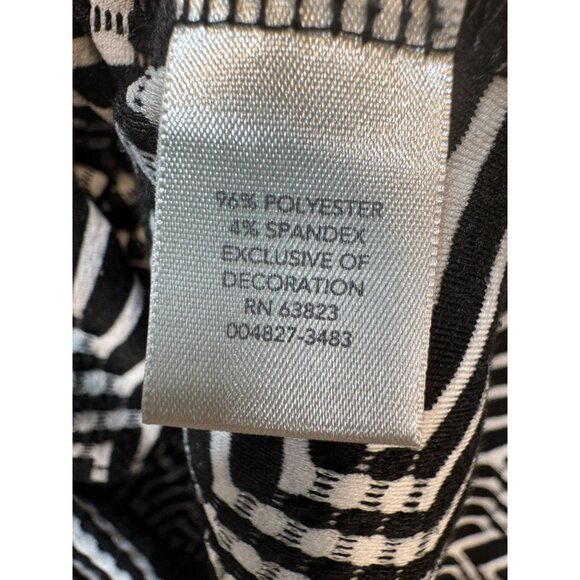 96% POLYESTER
4% SPANDEX
EXCLUSIVE OF
DECORATION
RN 63823
004827-3483